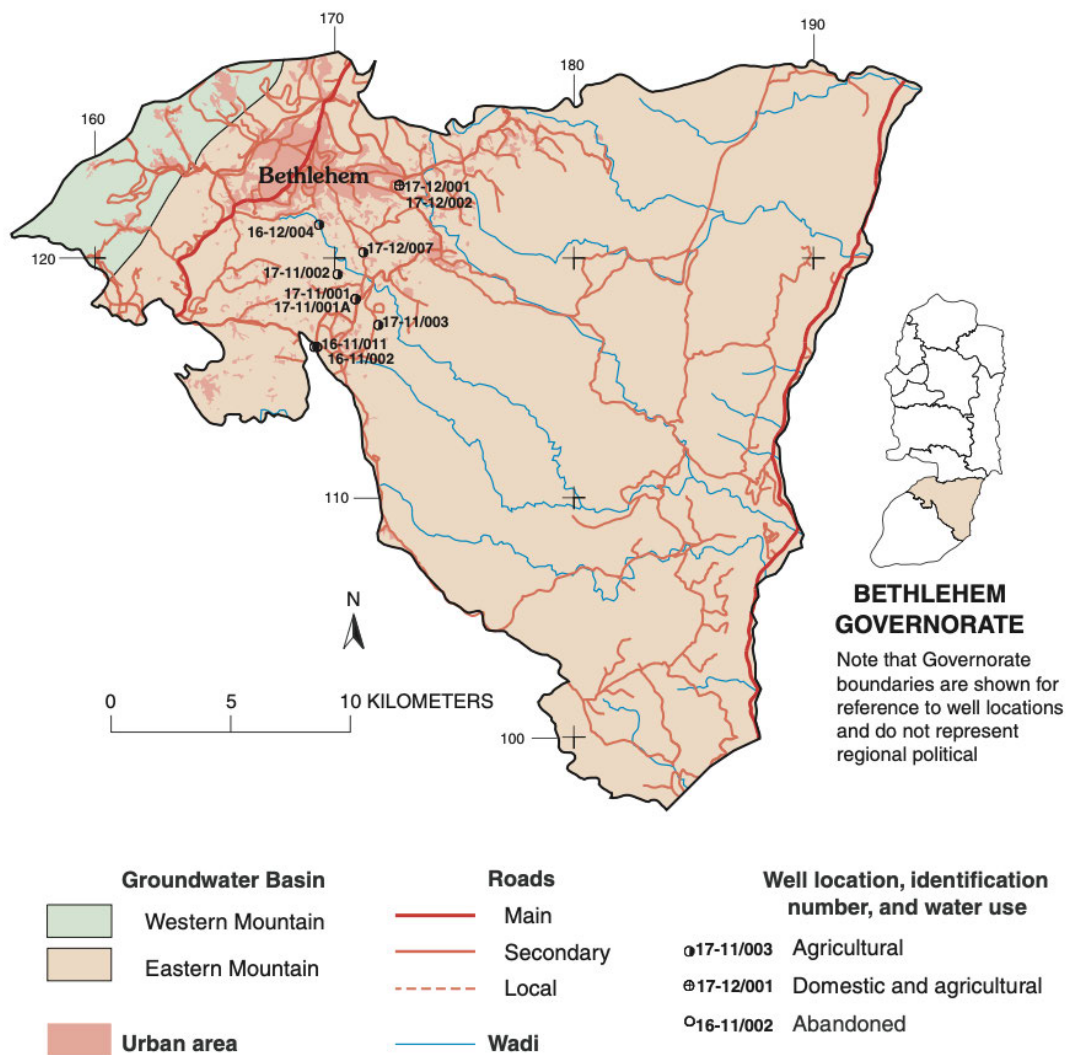 170
190
180
160
Bethlehem
17-12/001
17-12/002
16-12/004
17-12/007
120
17-11/002
17-11/001
17-11/001A
17-11/003
16-11/011
16-11/002
110
N
BETHLEHEM
GOVERNORATE
Note that Governorate
boundaries are shown for
reference to well locations
and do not represent
regional political
0 5 10 KILOMETERS
100
Groundwater Basin
Western Mountain
Eastern Mountain
Urban area
Roads
Main
Secondary
Local
Wadi
Well location, identification
number, and water use
17-11/003 Agricultural
17-12/001 Domestic and agricultural
16-11/002 Abandoned